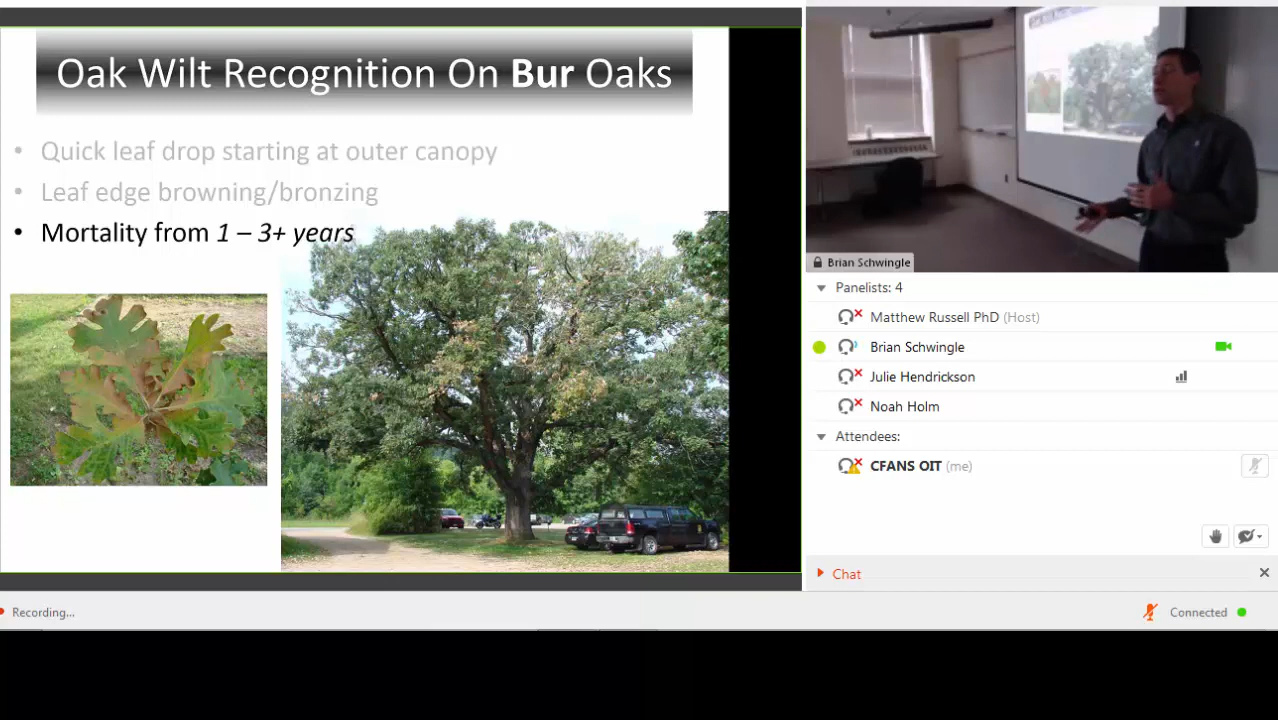 Oak Wilt Recognition On Bur Oaks
• Quick leaf drop starting at outer canopy
• Leaf edge browning/bronzing
• Mortality from 1 – 3+ years
Brian Schwingle
Panelists: 4
Matthew Russell PhD (Host)
Brian Schwingle
Julie Hendrickson
Noah Holm
Attendees:
CFANS OIT (me)
Chat
Recording...
Connected